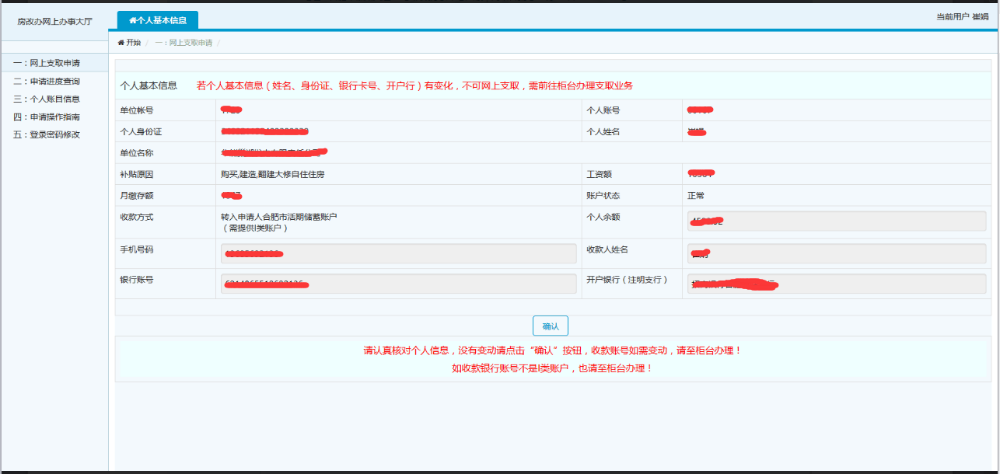 房改办网上办事大厅
个人基本信息
当前用户 崔娟
开始 / 一：网上支取申请 /
一：网上支取申请
二：申请进度查询
三：个人账目信息
四：申请操作指南
五：登录密码修改
个人基本信息 若个人基本信息（姓名、身份证、银行卡号、开户行）有变化，不可网上支取，需前往柜台办理支取业务
单位帐号 个人账号
个人身份证 个人姓名
单位名称
补贴原因 购买,建造,翻建大修自住住房 工资额
月缴存额 账户状态 正常
收款方式 转入申请人合肥市活期储蓄账户 个人余额
（需提供I类账户）
手机号码 收款人姓名
银行账号 开户银行（注明支行）
确认
请认真核对个人信息，没有变动请点击“确认”按钮，收款账号如需变动，请至柜台办理！
如收款银行账号不是I类账户，也请至柜台办理！